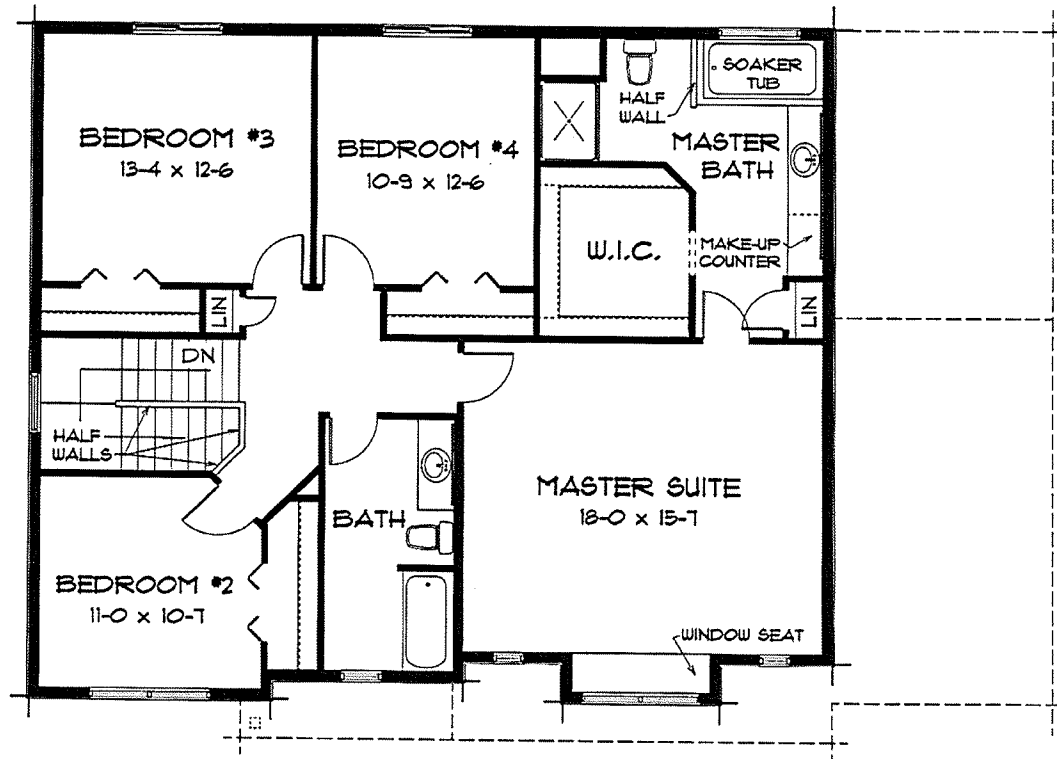 BEDROOM #3
13-4 x 12-6
BEDROOM #4
10-9 x 12-6
HALF
WALL
SOAKER
TUB
MASTER
BATH
W.I.C.
MAKE-UP
COUNTER
LIN
LIN
DN
HALF
WALLS
BATH
MASTER SUITE
18-0 x 15-7
BEDROOM #2
11-0 x 10-7
WINDOW SEAT